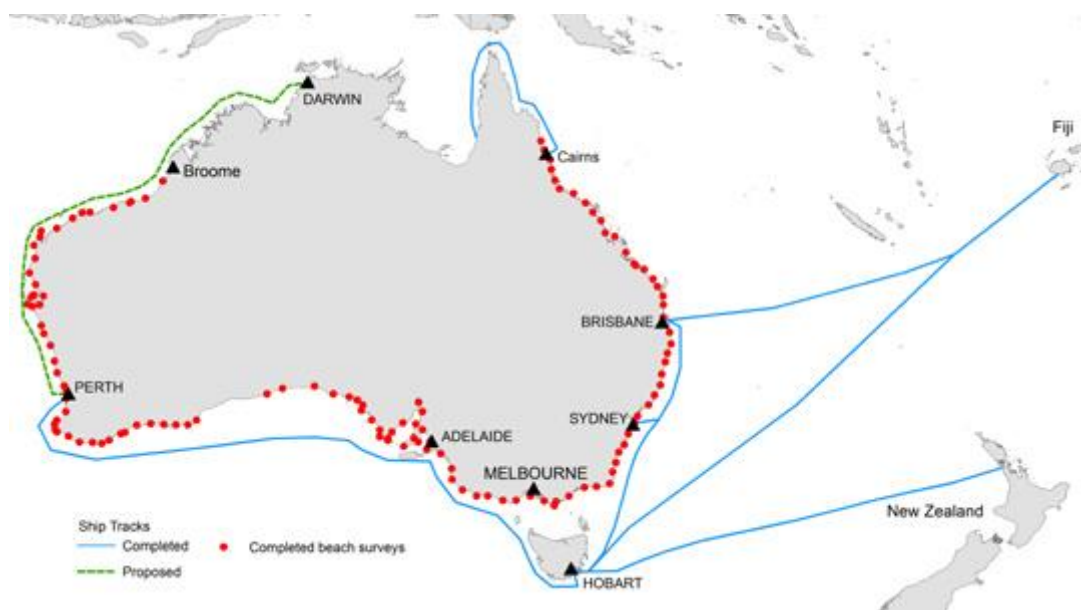 DARWIN
Fiji
Cairns
Broome
BRISBANE
PERTH
SYDNEY
ADELAIDE
MELBOURNE
New Zealand
Ship Tracks
Completed
Completed beach surveys
Proposed
HOBART